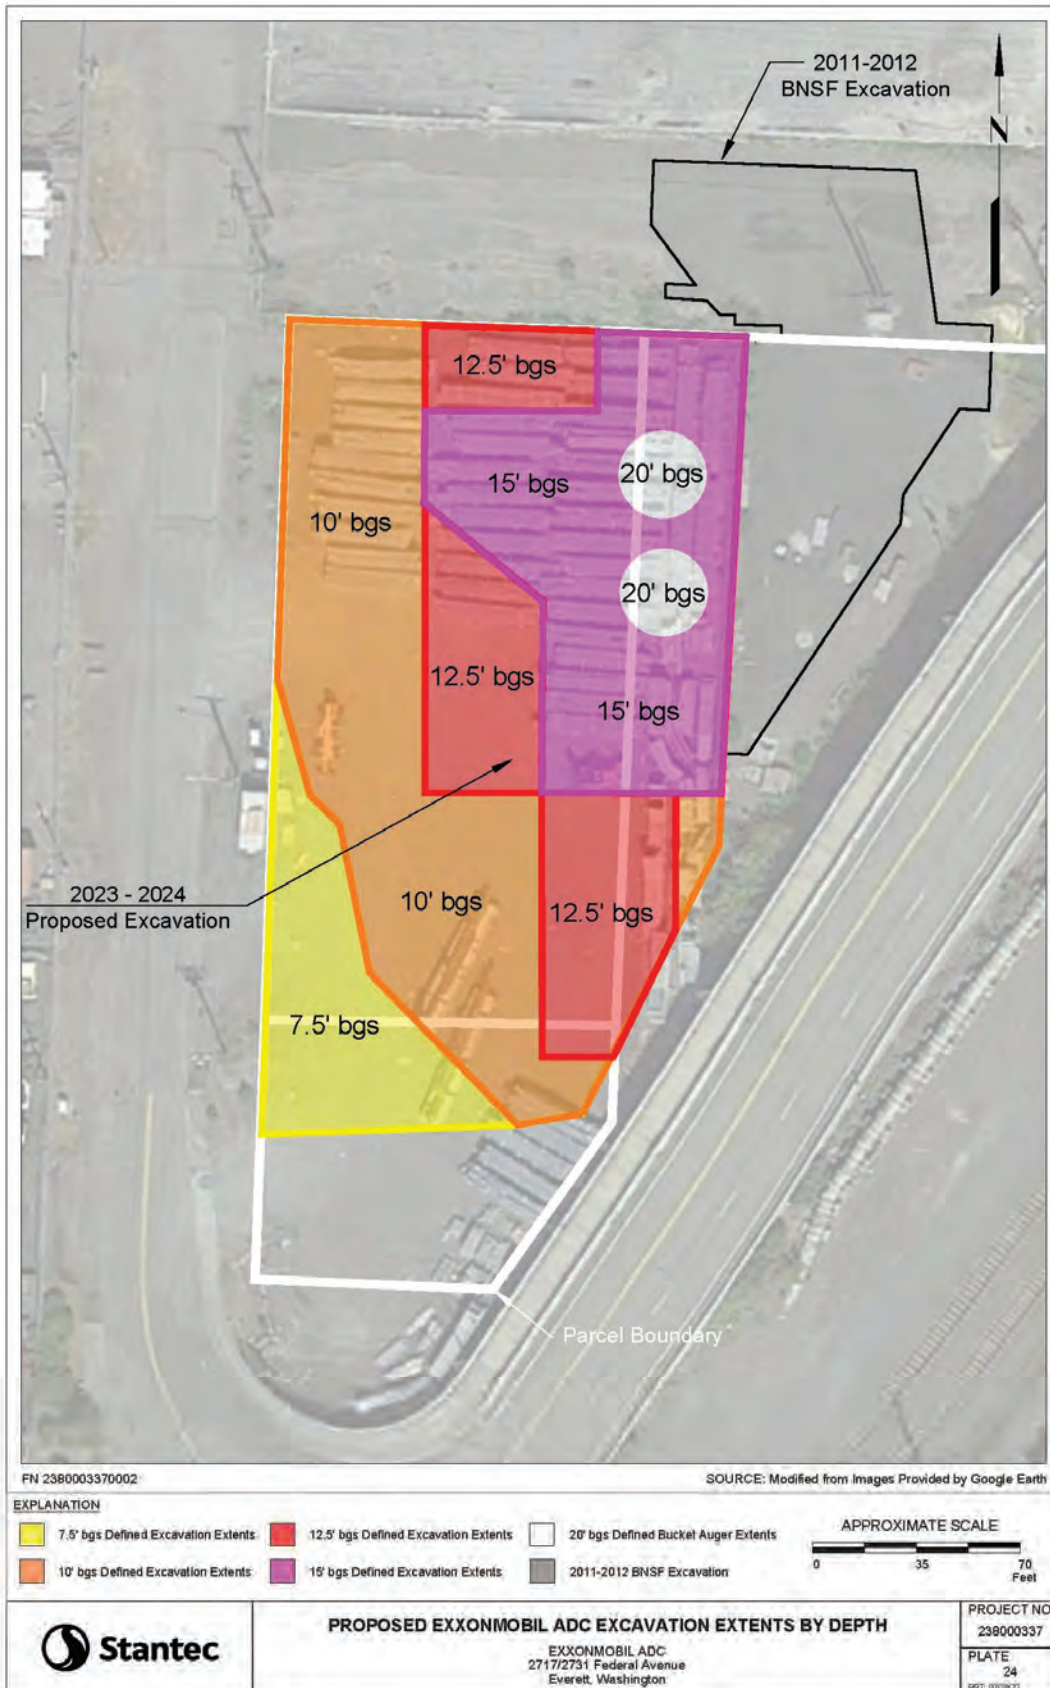 2011-2012
BNSF Excavation
N
12.5' bgs
15' bgs
20' bgs
10' bgs
20' bgs
12.5' bgs
15' bgs
2023 - 2024
Proposed Excavation
10' bgs
12.5' bgs
7.5' bgs
Parcel Boundary
FN 2380003370002
SOURCE: Modified from Images Provided by Google Earth
EXPLANATION
7.5' bgs Defined Excavation Extents
12.5' bgs Defined Excavation Extents
20' bgs Defined Bucket Auger Extents
10' bgs Defined Excavation Extents
15' bgs Defined Excavation Extents
2011-2012 BNSF Excavation
APPROXIMATE SCALE
0 35 70
Feet
Stantec
PROPOSED EXXONMOBIL ADC EXCAVATION EXTENTS BY DEPTH
EXXONMOBIL ADC
2717/2731 Federal Avenue
Everett, Washington
PROJECT NO
238000337
PLATE
24